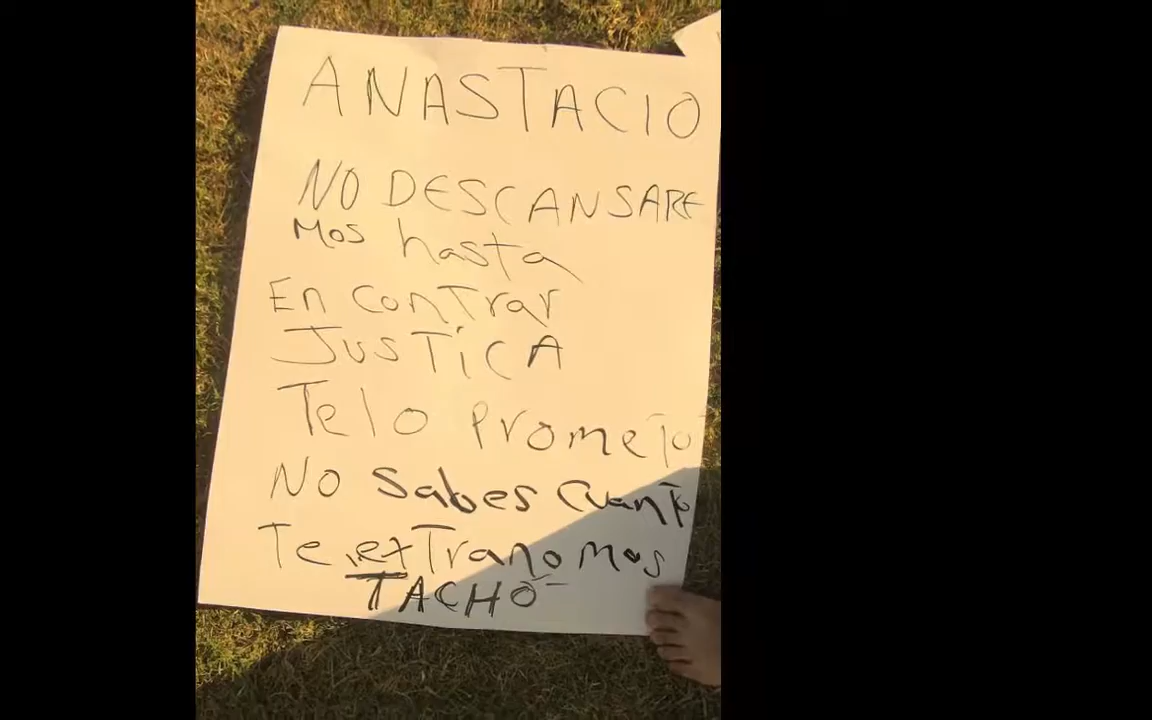 ANASTACIO
NO DESCANSARE
MOS hasta
En conTrar
JUSTICA
Telo PromeTo
NO Sabes CuanTo
Te exTranomos
TACHO